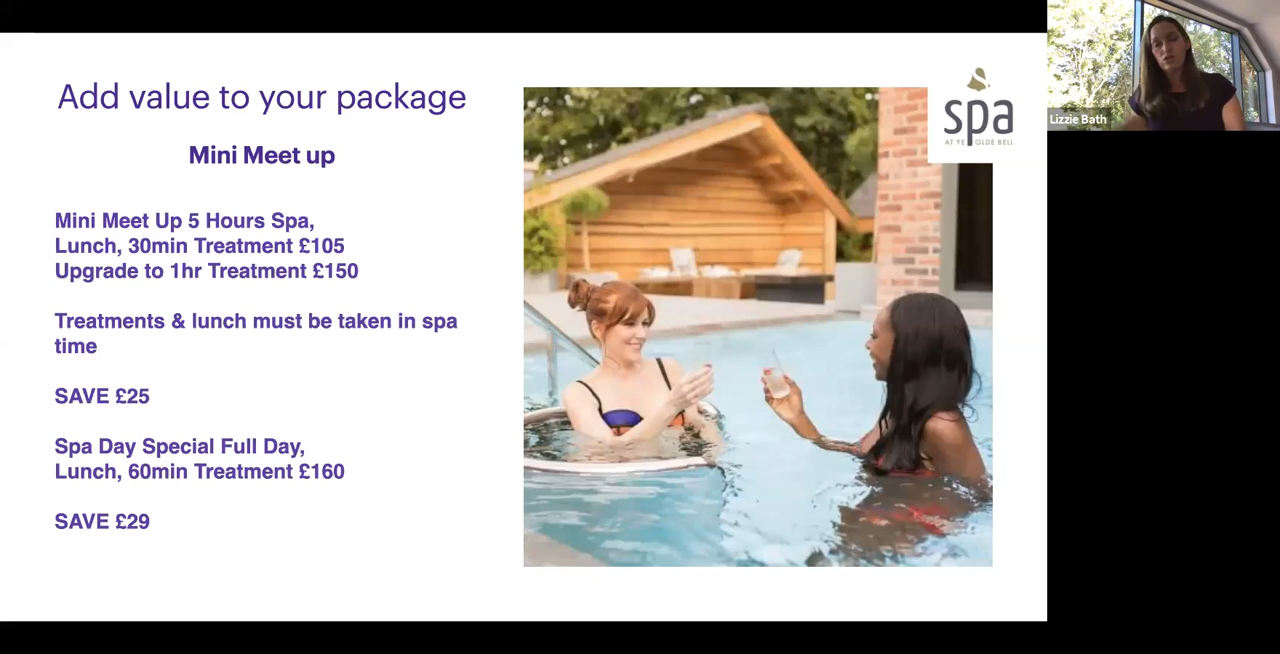 Add value to your package
Mini Meet up
Mini Meet Up 5 Hours Spa,
Lunch, 30min Treatment £105
Upgrade to 1hr Treatment £150
Treatments & lunch must be taken in spa
time
SAVE £25
Spa Day Special Full Day,
Lunch, 60min Treatment £160
SAVE £29
spa
AT YE OLDE BELL
Lizzie Bath